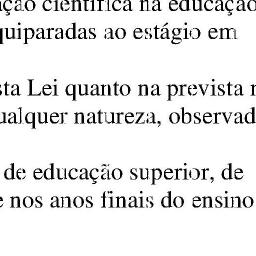 ação científica na educação
quiparadas ao estágio em
sta Lei quanto na prevista
ualquer natureza, observad
de educação superior, de
e nos anos finais do ensino